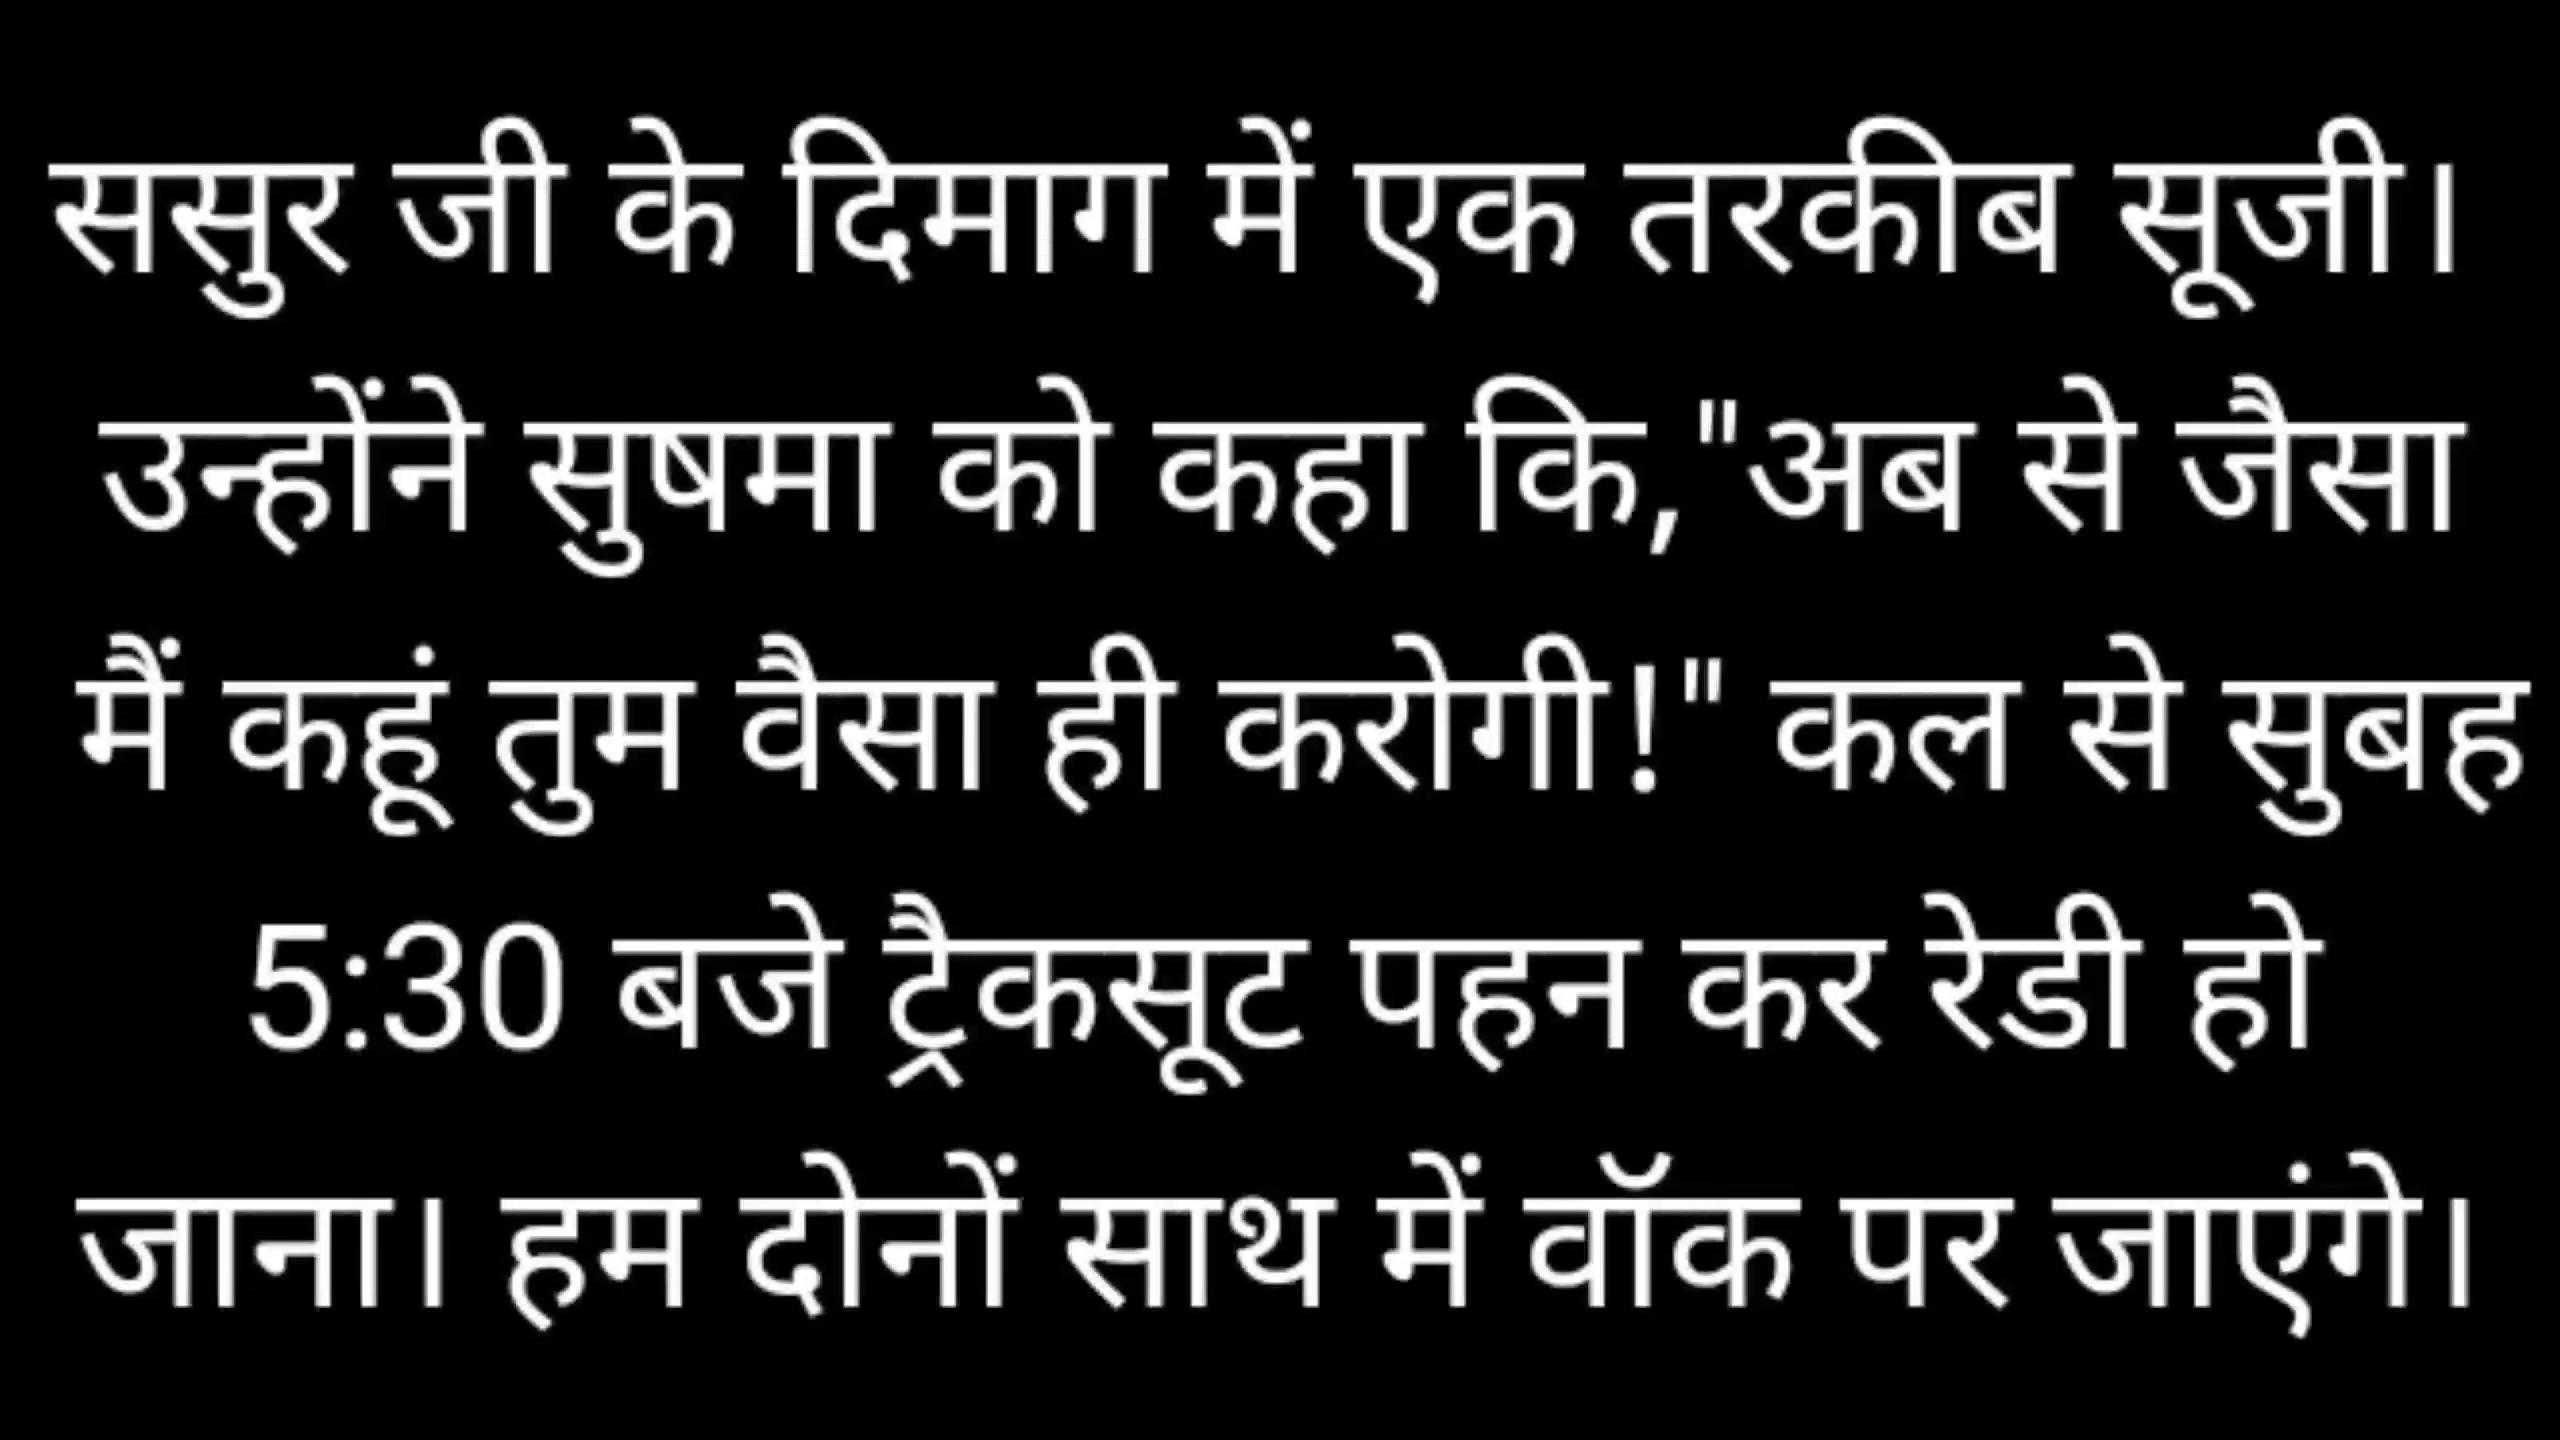 ससुर जी के दिमाग में एक तरकीब सूजी।
उन्होंने सुषमा को कहा कि,"अब से जैसा
मैं कहूं तुम वैसा ही करोगी!" कल से सुबह
5:30 बजे ट्रैकसूट पहन कर रेडी हो
जाना। हम दोनों साथ में वॉक पर जाएंगे।